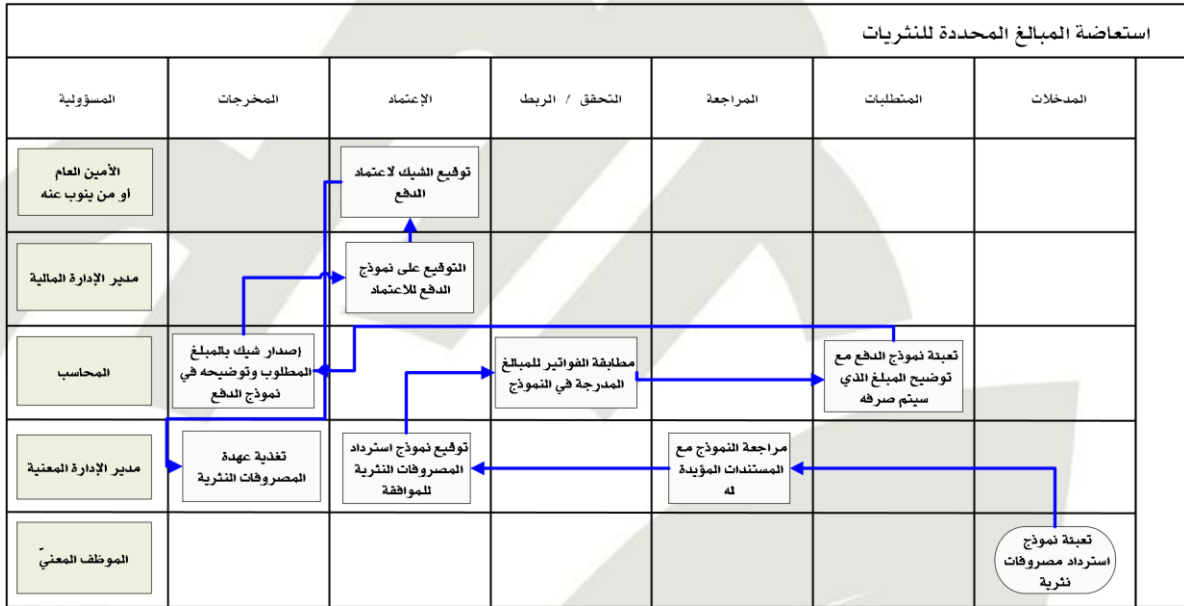 استعاضة المبالغ المحددة للنثريات
المدخلات
المتطلبات
المراجعة
التحقق / الربط
الإعتماد
المخرجات
المسؤولية
توقيع الشيك لاعتماد
الدفع
الأمين العام
أو من ينوب عنه
التوقيع على نموذج
الدفع للاعتماد
مدير الإدارة المالية
تعبئة نموذج الدفع مع
توضيح المبلغ الذي
سيتم صرفه
مطابقة الفواتير للمبالغ
المدرجة في النموذج
إصدار شيك بالمبلغ
المطلوب وتوضيحه في
نموذج الدفع
المحاسب
مراجعة النموذج مع
المستندات المؤيدة
له
توقيع نموذج استرداد
المصروفات النثرية
للموافقة
تغذية عهدة
المصروفات النثرية
مدير الإدارة المعنية
تعبئة نموذج
استرداد مصروفات
نثرية
الموظف المعنيّ